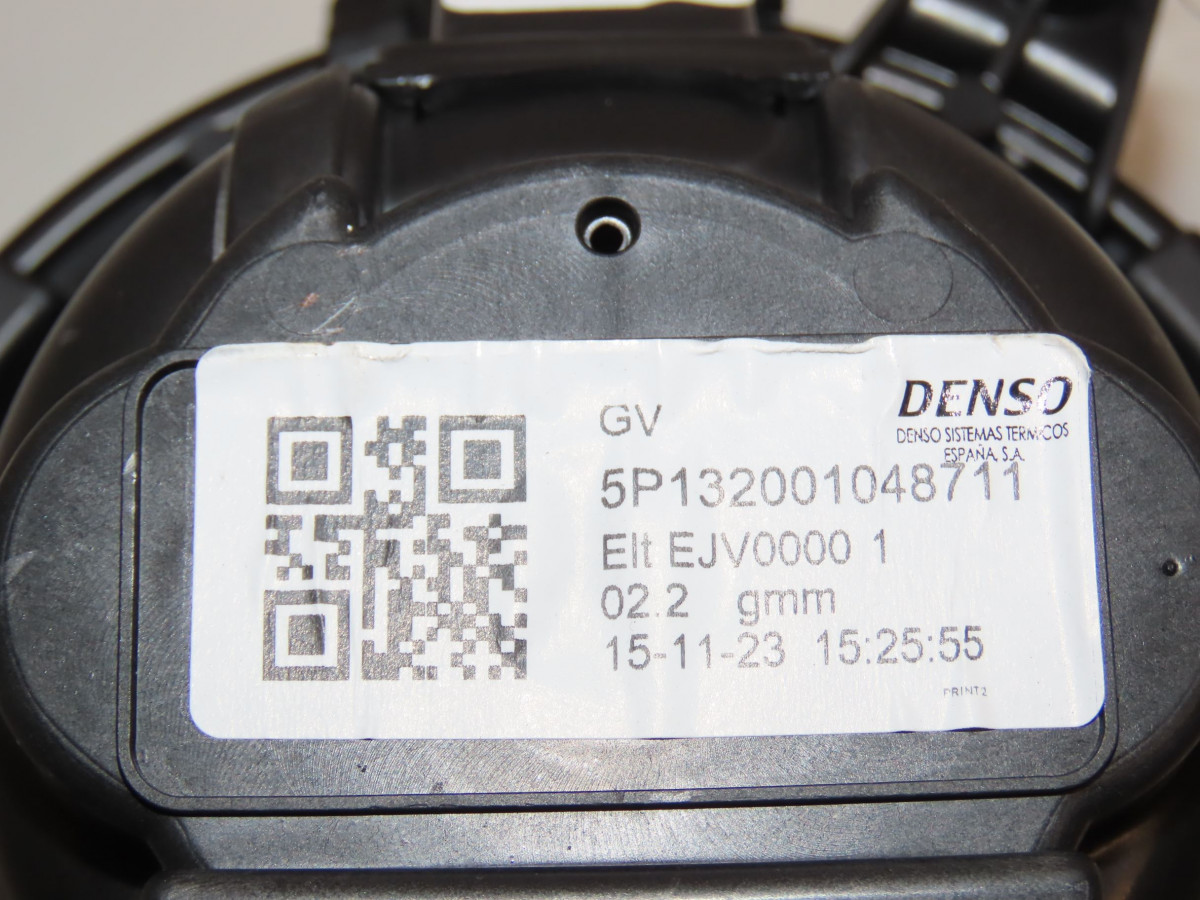 GV
DENSO
DENSO SISTEMAS TERMICOS
ESPAÑA, S.A.
5P132001048711
Elt EJV0000 1
02.2 gmm
15-11-23 15:25:55
PRINT2